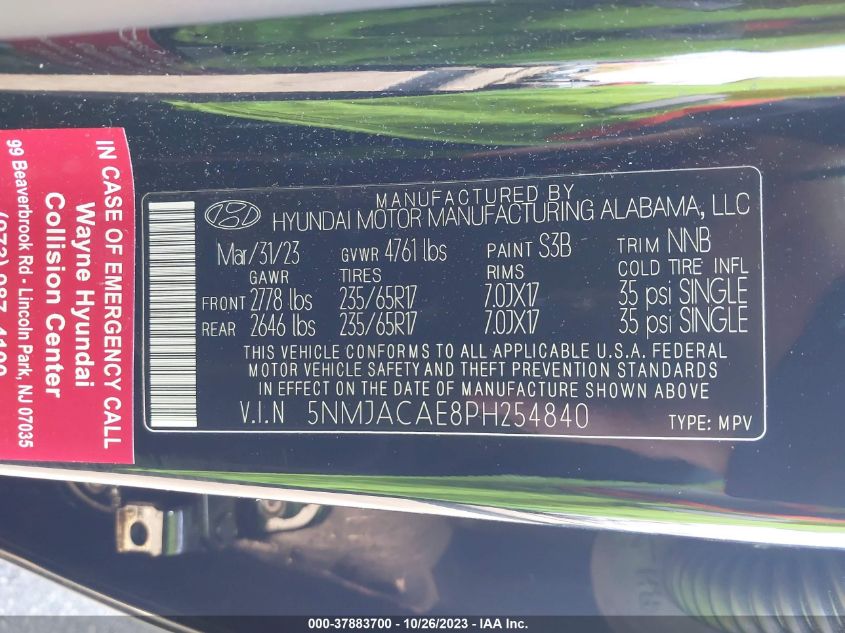 MANUFACTURED BY
HYUNDAI MOTOR MANUFACTURING ALABAMA, LLC
Mar/31/23 GVWR 4761 lbs PAINT S3B TRIM NNB
GAWR TIRES RIMS COLD TIRE INFL
FRONT 2778 lbs 235/65R17 7.0JX17 35 psi SINGLE
REAR 2646 lbs 235/65R17 7.0JX17 35 psi SINGLE
THIS VEHICLE CONFORMS TO ALL APPLICABLE U.S.A. FEDERAL
MOTOR VEHICLE SAFETY AND THEFT PREVENTION STANDARDS
IN EFFECT ON THE DATE OF MANUFACTURE SHOWN ABOVE
V.I.N 5NMJACAE8PH254840 TYPE: MPV
IN CASE OF EMERGENCY CALL
Wayne Hyundai
Collision Center
99 Beaverbrook Rd - Lincoln Park, NJ 07035
000-37883700 - 10/26/2023 - IAA Inc.